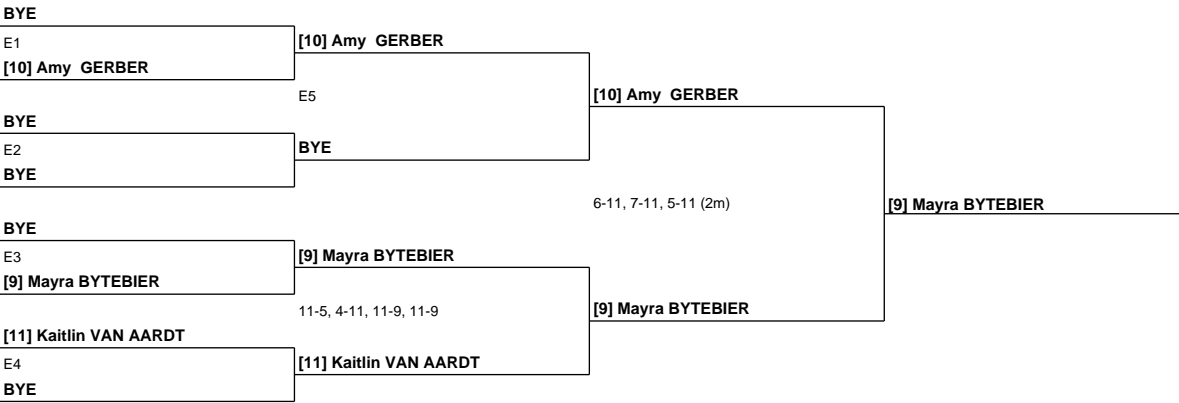 BYE
E1
[10] Amy GERBER
[10] Amy GERBER
E5
[10] Amy GERBER
BYE
E2
BYE
BYE
6-11, 7-11, 5-11 (2m)
[9] Mayra BYTEBIER
BYE
E3
[9] Mayra BYTEBIER
[9] Mayra BYTEBIER
11-5, 4-11, 11-9, 11-9
[9] Mayra BYTEBIER
[11] Kaitlin VAN AARDT
E4
[11] Kaitlin VAN AARDT
BYE